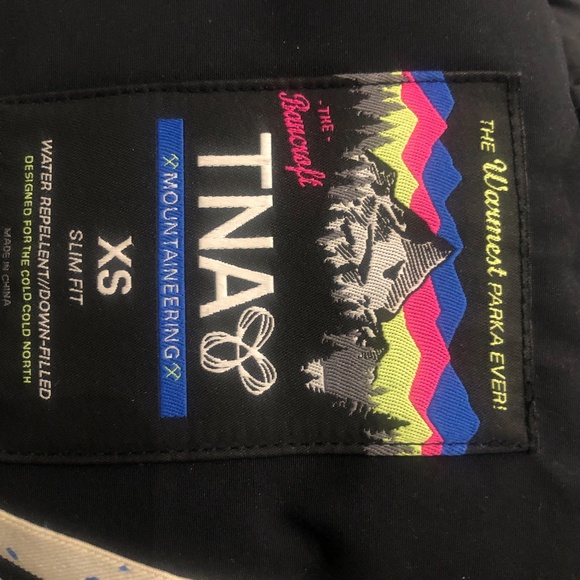 THE Warmest PARKA EVER!
-THE-
Bancroft
TNA
MOUNTAINEERING
XS
SLIM FIT
WATER REPELLENT//DOWN-FILLED
DESIGNED FOR THE COLD COLD NORTH
MADE IN CHINA